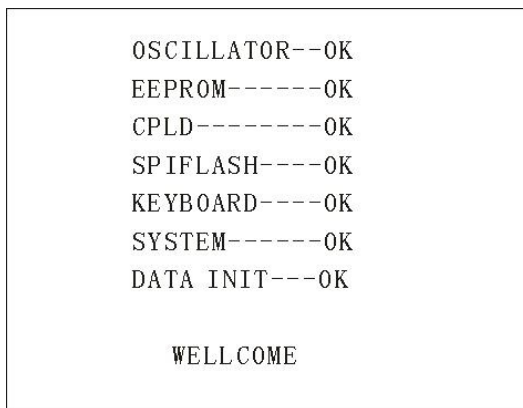 OSCILLATOR--OK
EEPROM------OK
CPLD--------OK
SPIFLASH----OK
KEYBOARD----OK
SYSTEM------OK
DATA INIT---OK
WELLCOME